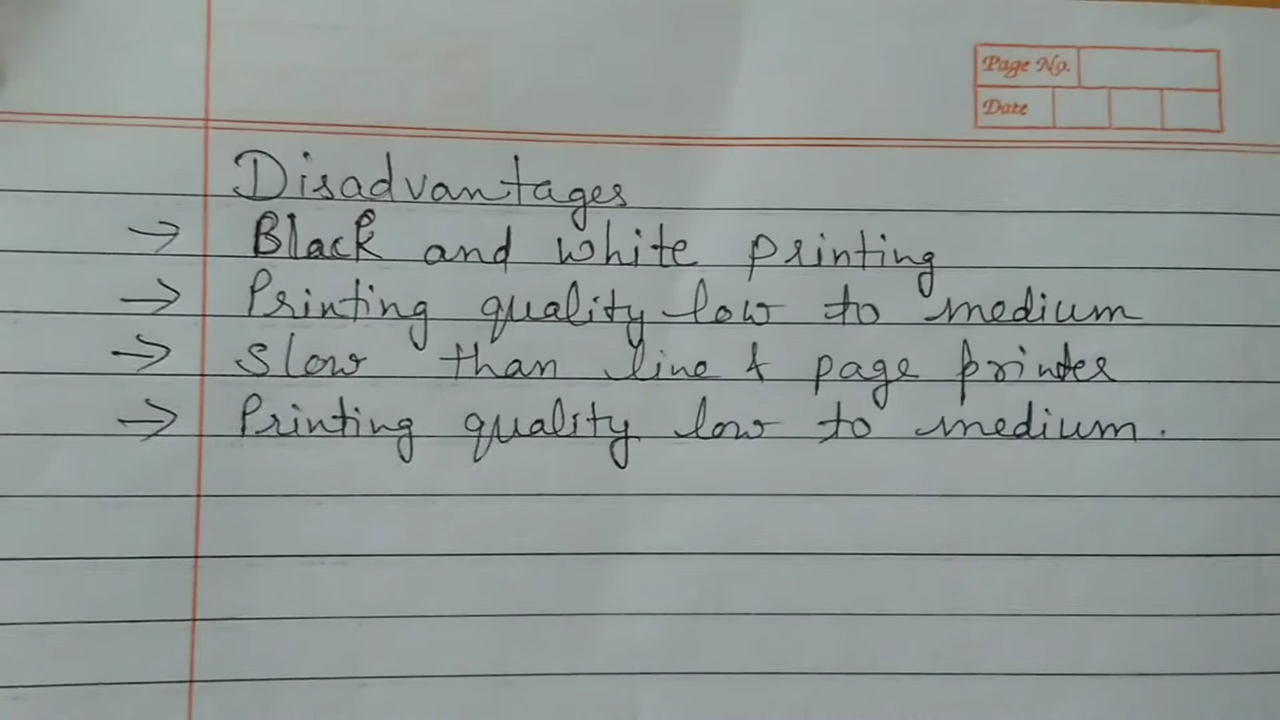 Page No.
Date
Disadvantages
→ Black and white printing
→ Printing quality low to medium
→ Slow than line & page printer
→ Printing quality low to medium.